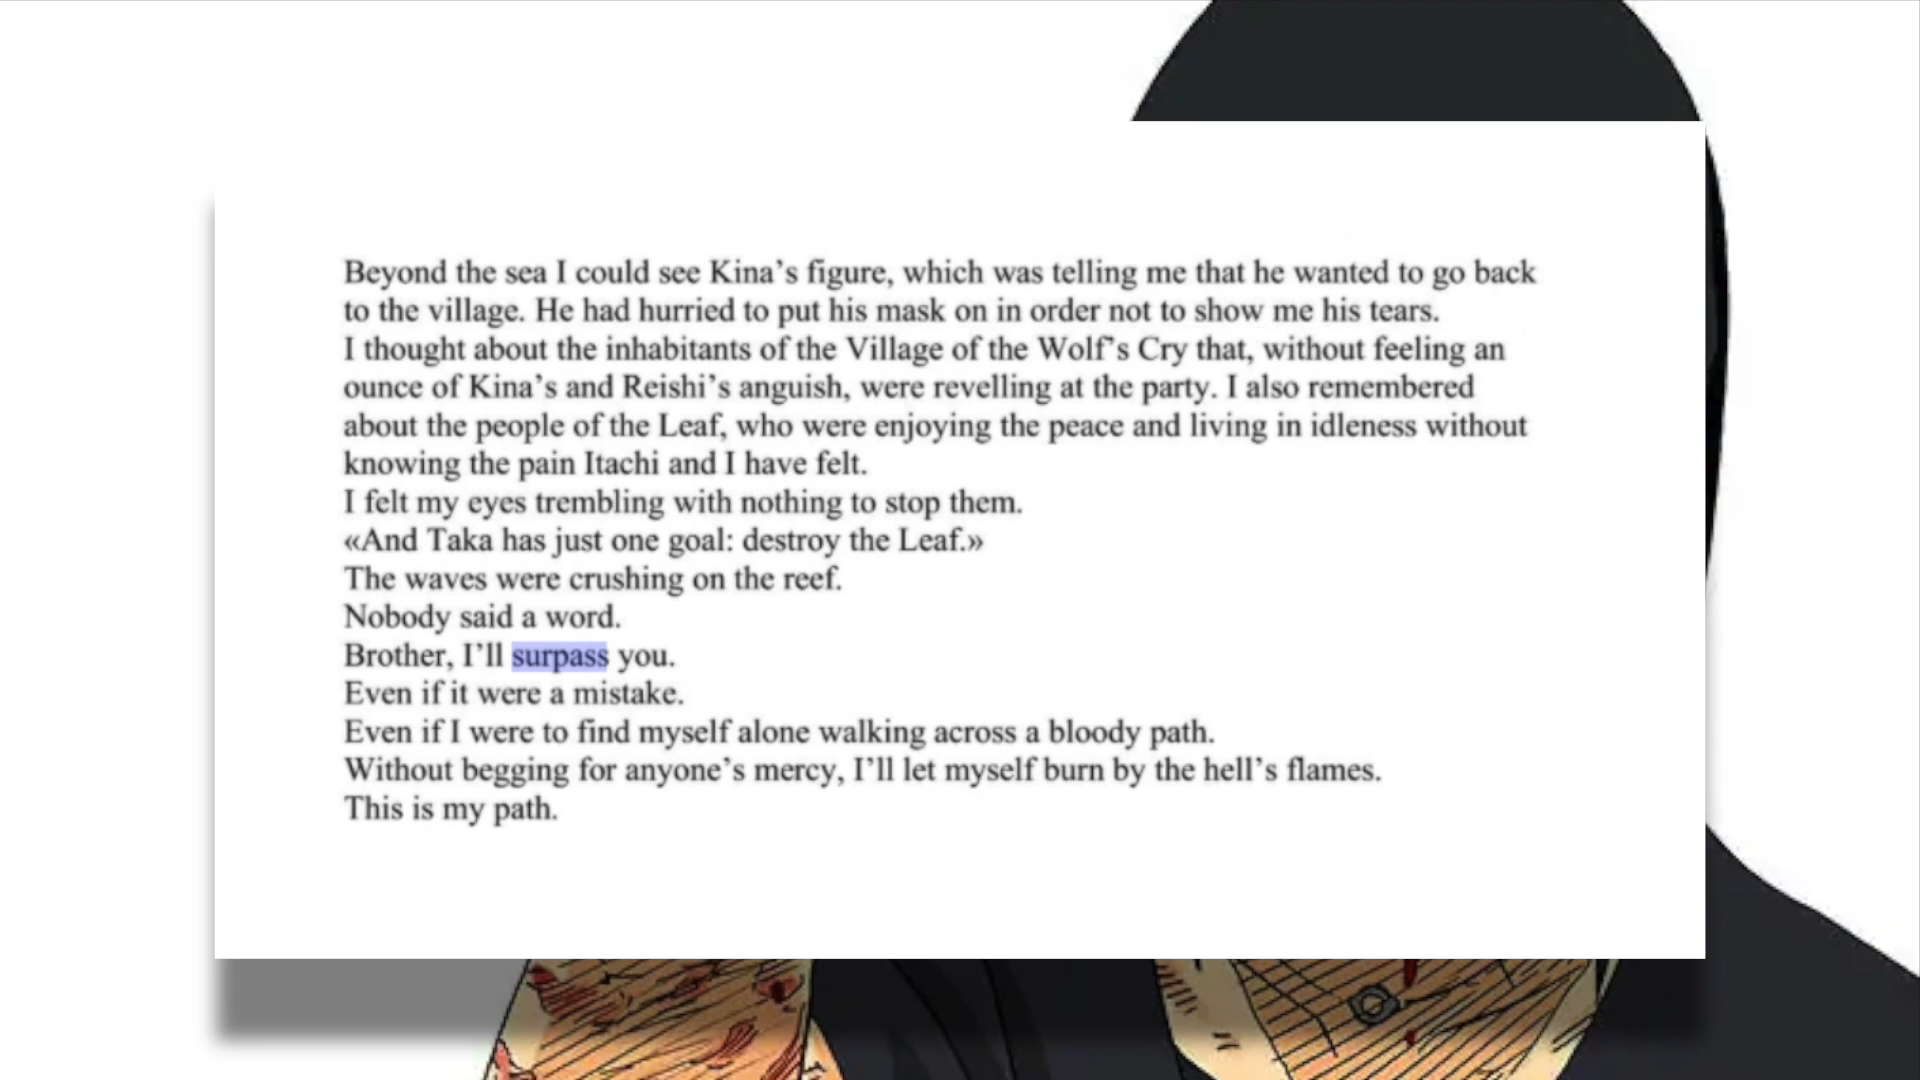 Beyond the sea I could see Kina's figure, which was telling me that he wanted to go back
to the village. He had hurried to put his mask on in order not to show me his tears.
I thought about the inhabitants of the Village of the Wolf's Cry that, without feeling an
ounce of Kina's and Reishi's anguish, were revelling at the party. I also remembered
about the people of the Leaf, who were enjoying the peace and living in idleness without
knowing the pain Itachi and I have felt.
I felt my eyes trembling with nothing to stop them.
«And Taka has just one goal: destroy the Leaf.»
The waves were crushing on the reef.
Nobody said a word.
Brother, I'll surpass you.
Even if it were a mistake.
Even if I were to find myself alone walking across a bloody path.
Without begging for anyone's mercy, I'll let myself burn by the hell's flames.
This is my path.